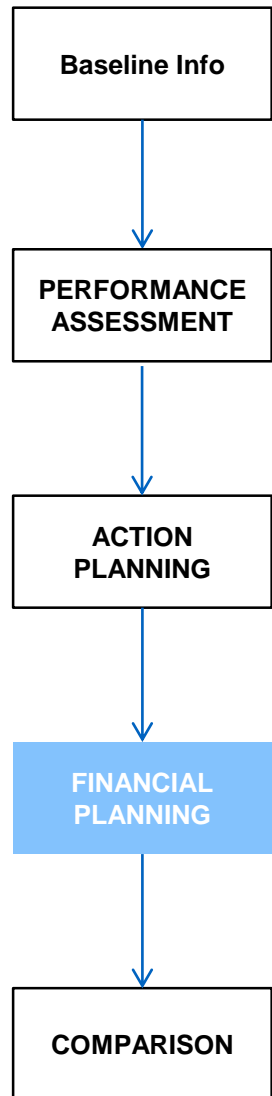 Baseline Info
PERFORMANCE
ASSESSMENT
ACTION
PLANNING
FINANCIAL
PLANNING
COMPARISON